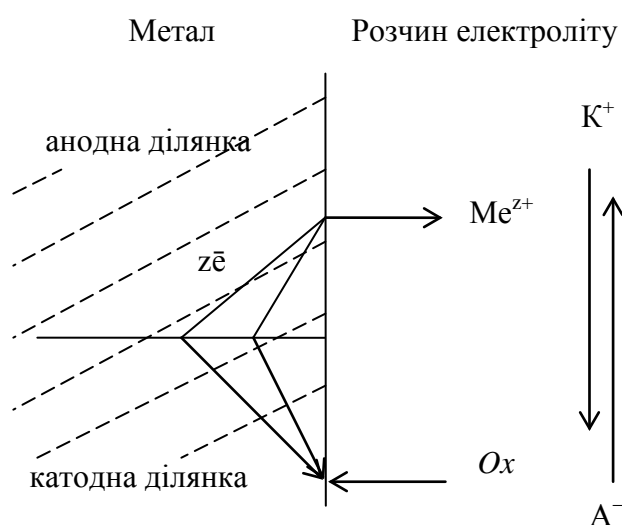 Метал
Розчин електроліту
K⁺
анодна ділянка
Me^{z+}
zē
катодна ділянка
Ox
A⁻